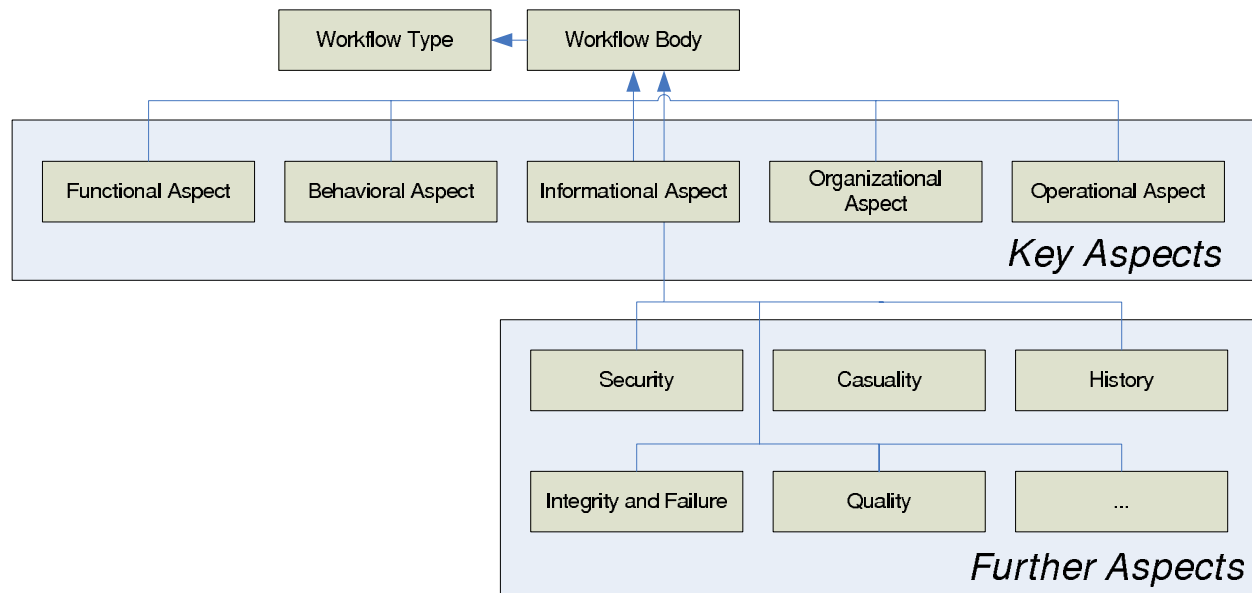 Workflow Type
Workflow Body
Functional Aspect
Behavioral Aspect
Informational Aspect
Organizational
Aspect
Operational Aspect
Key Aspects
Security
Casuality
History
Integrity and Failure
Quality
...
Further Aspects